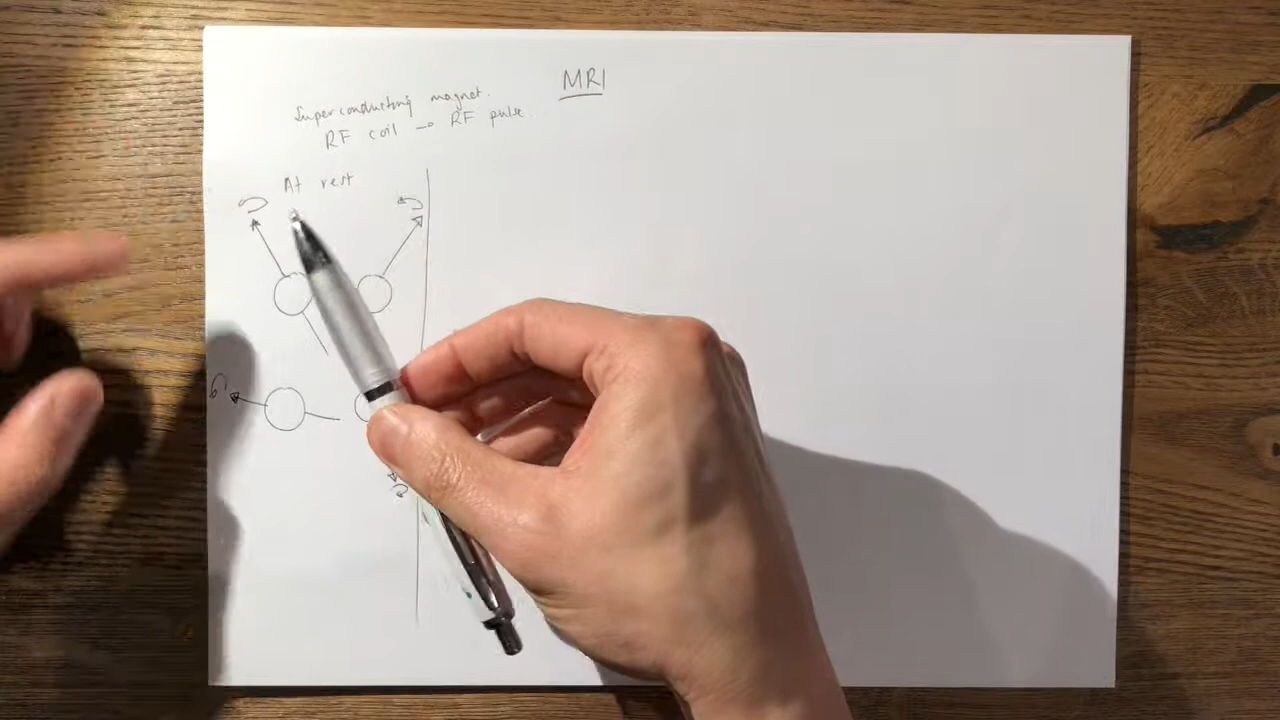 MRI
Superconducting magnet.
RF coil → RF pulse.
At rest